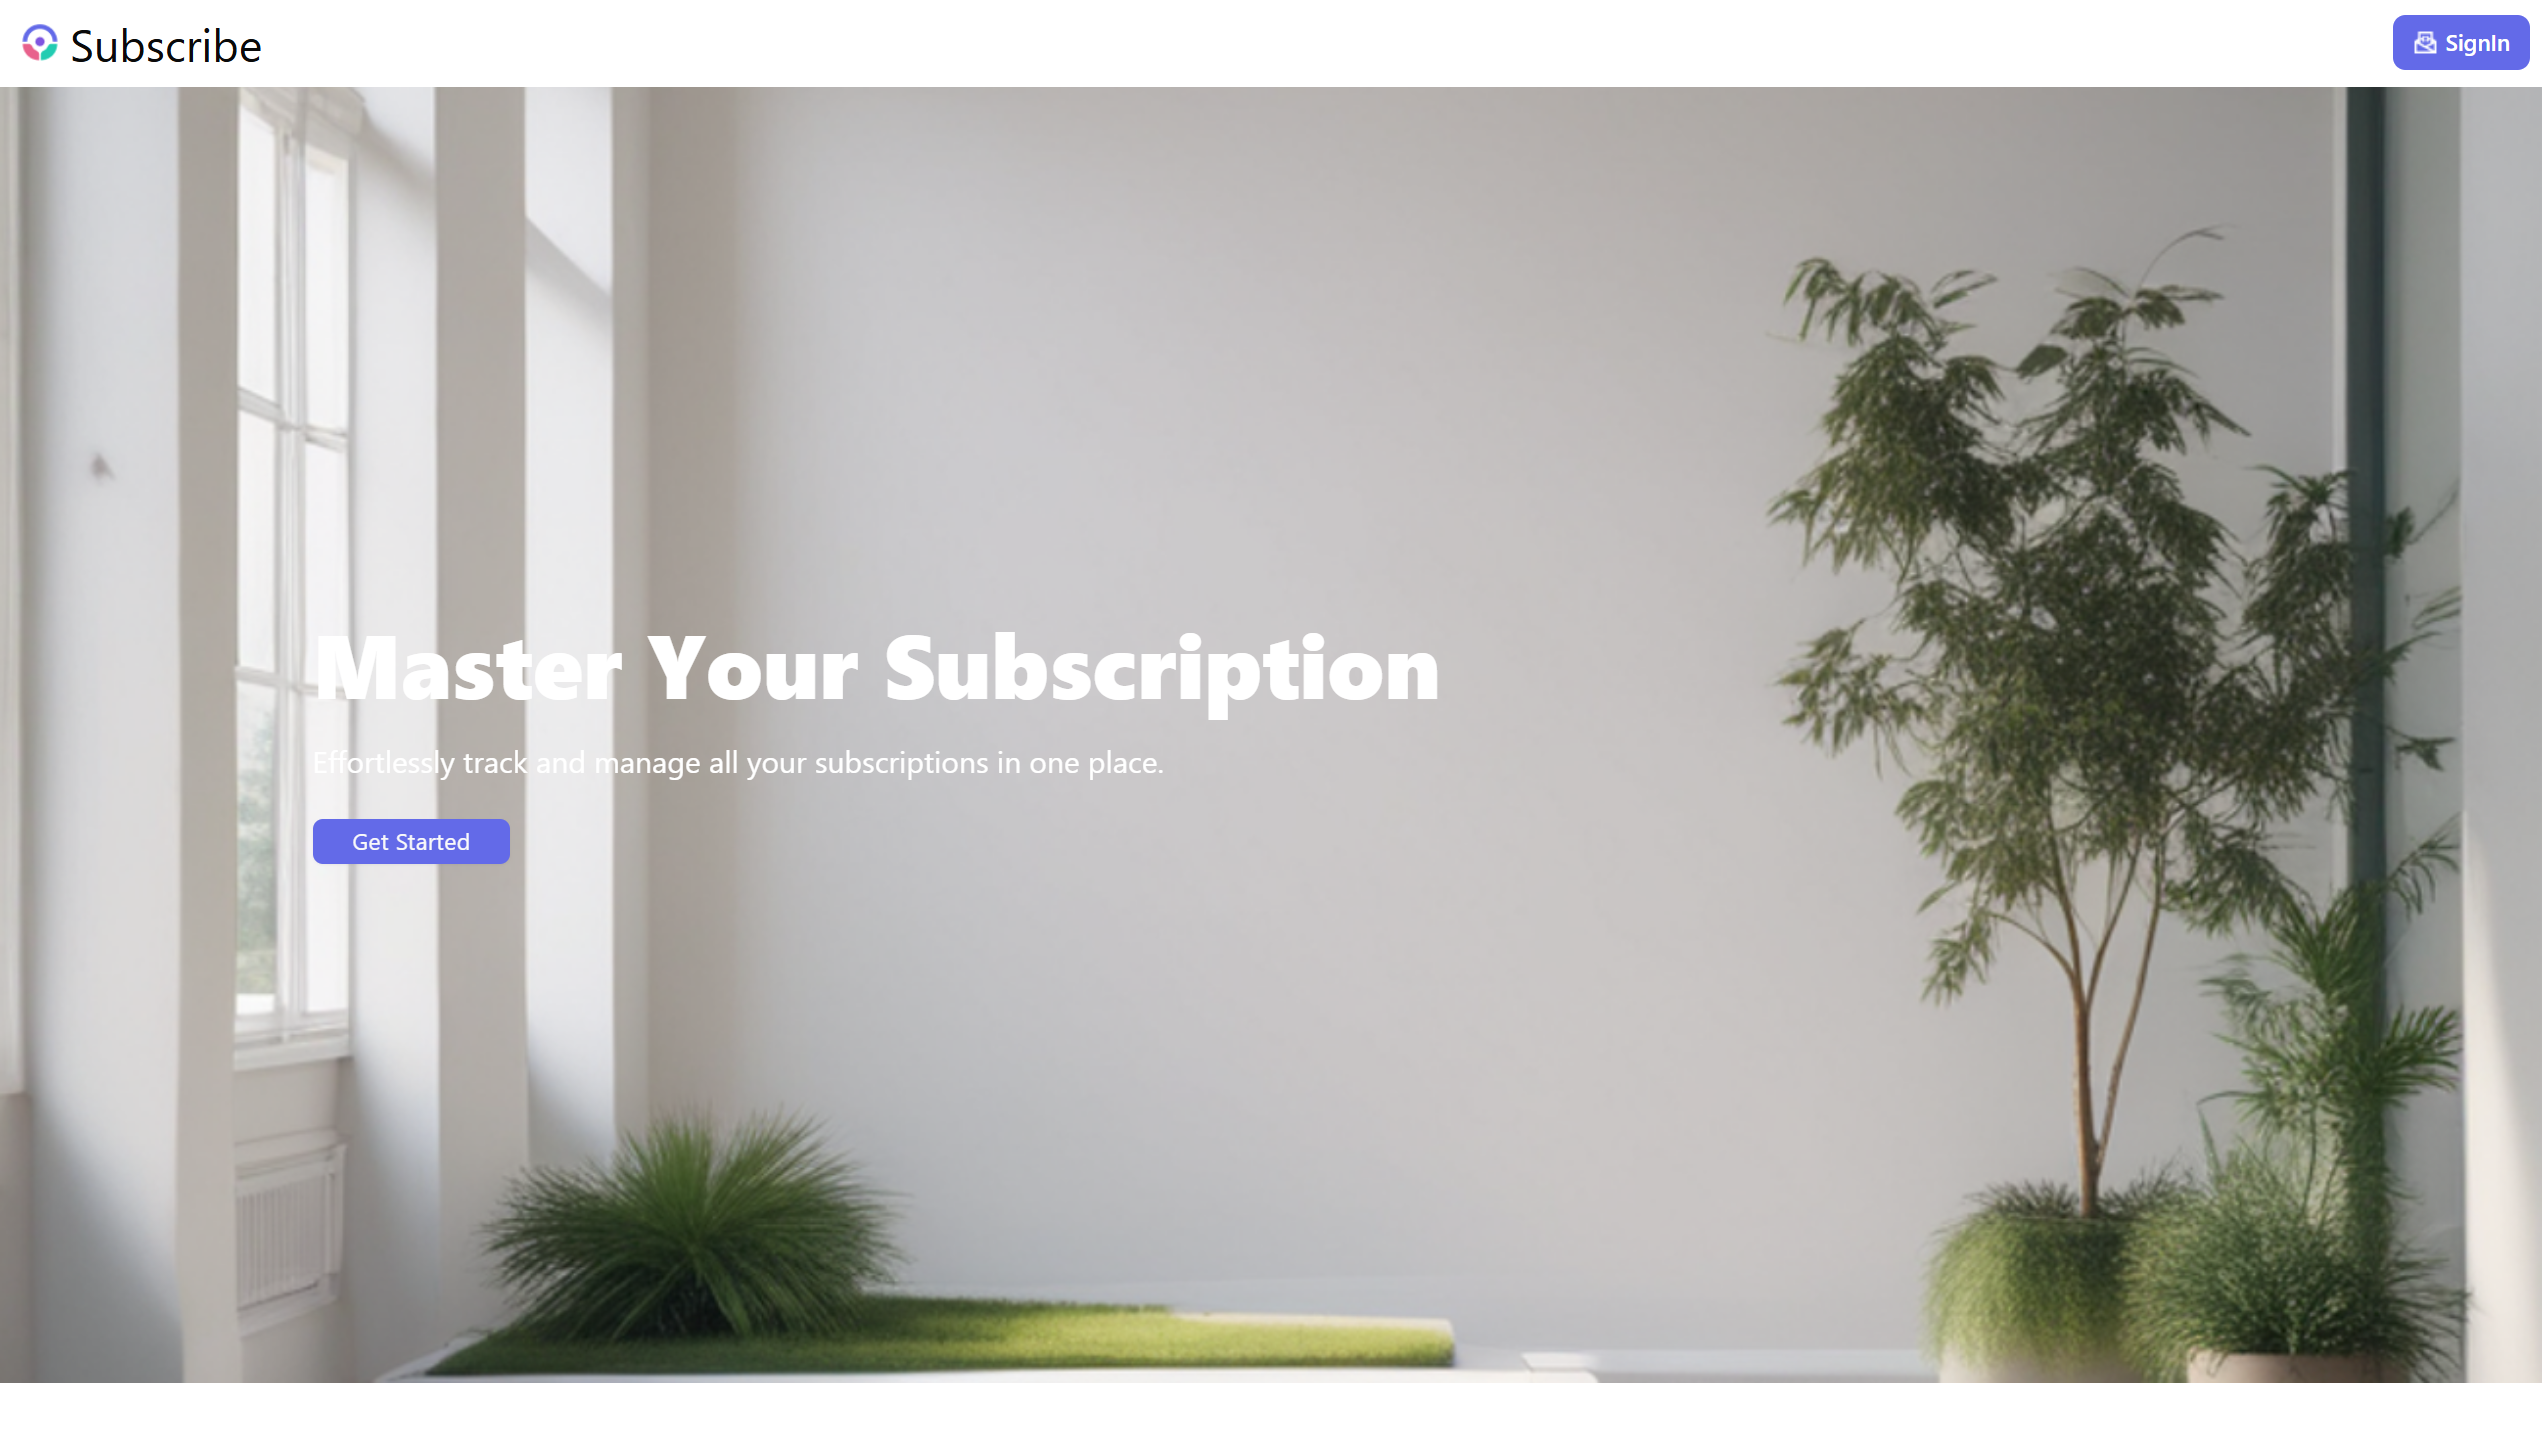 Subscribe
SignIn
Master Your Subscription
Effortlessly track and manage all your subscriptions in one place.
Get Started